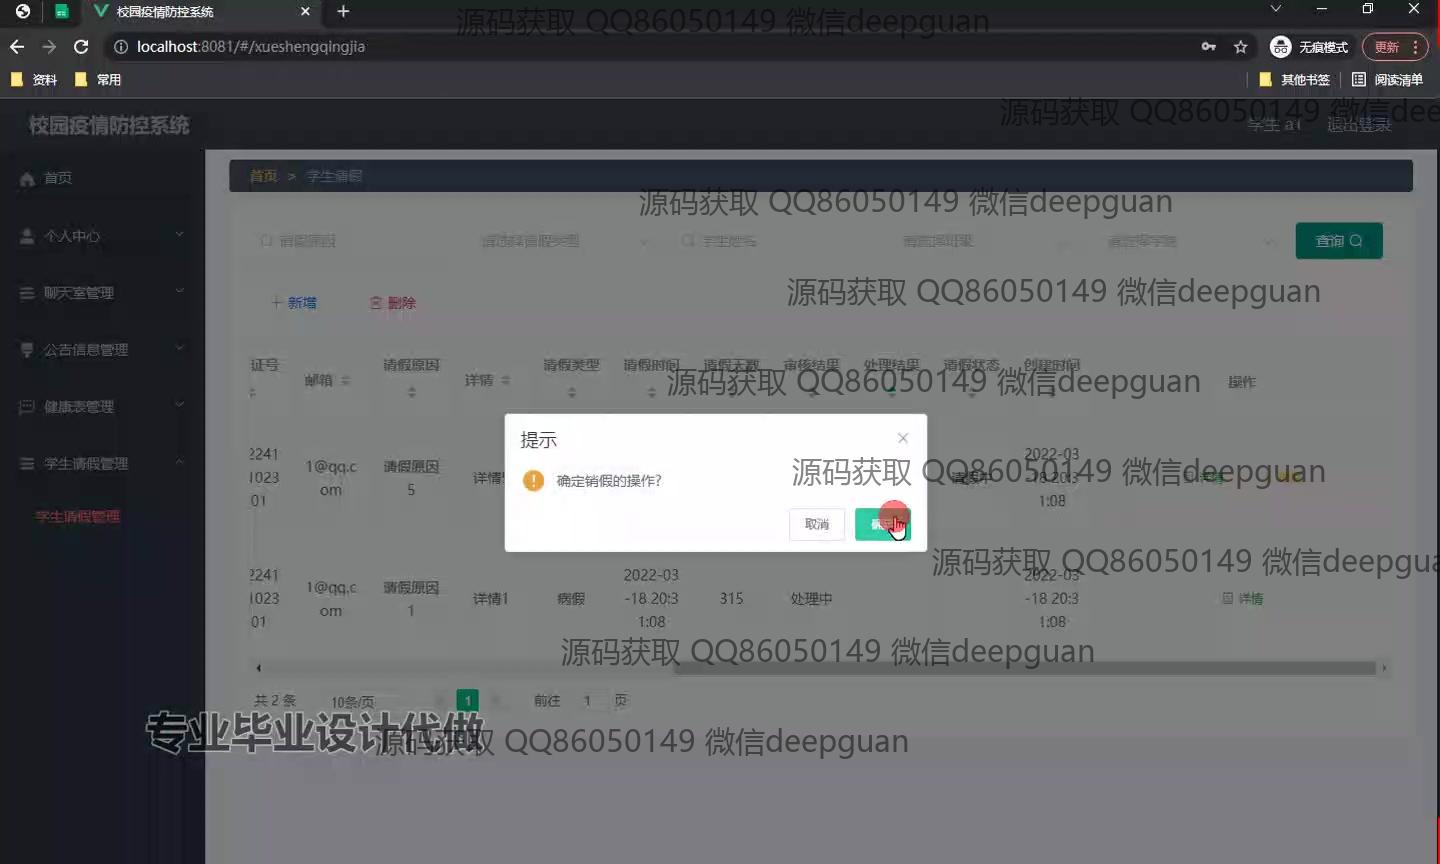 校园疫情防控系统
源码获取 QQ86050149 微信deepguan
localhost:8081/#/xueshengqingjia
无痕模式
更新
资料
常用
其他书签
阅读清单
校园疫情防控系统
源码获取 QQ86050149 微信dee
学生
退出登录
首页
首页 > 学生请假
个人中心
源码获取 QQ86050149 微信deepguan
请假原因
请选择请假类型
学生姓名
请选择班级
请选择学院
查询
聊天室管理
新增
删除
源码获取 QQ86050149 微信deepguan
公告信息管理
证号
邮箱
请假原因
详情
请假类型
请假时间
请假天数
审核结果
处理结果
请假状态
创建时间
操作
源码获取 QQ86050149 微信deepguan
健康表管理
学生请假管理
学生请假管理
2241
1023
01
1@qq.c
om
请假原因
5
2022-03
-18 20:3
1:08
详情
源码获取 QQ86050149 微信deepguan
提示
确定销假的操作?
取消
源码获取 QQ86050149 微信deepgua
2241
1023
01
1@qq.c
om
请假原因
1
详情1
病假
2022-03
-18 20:3
1:08
315
处理中
2022-03
-18 20:3
1:08
详情
源码获取 QQ86050149 微信deepguan
共 2 条
10条/页
1
前往
1
页
专业毕业设计代做
源码获取 QQ86050149 微信deepguan